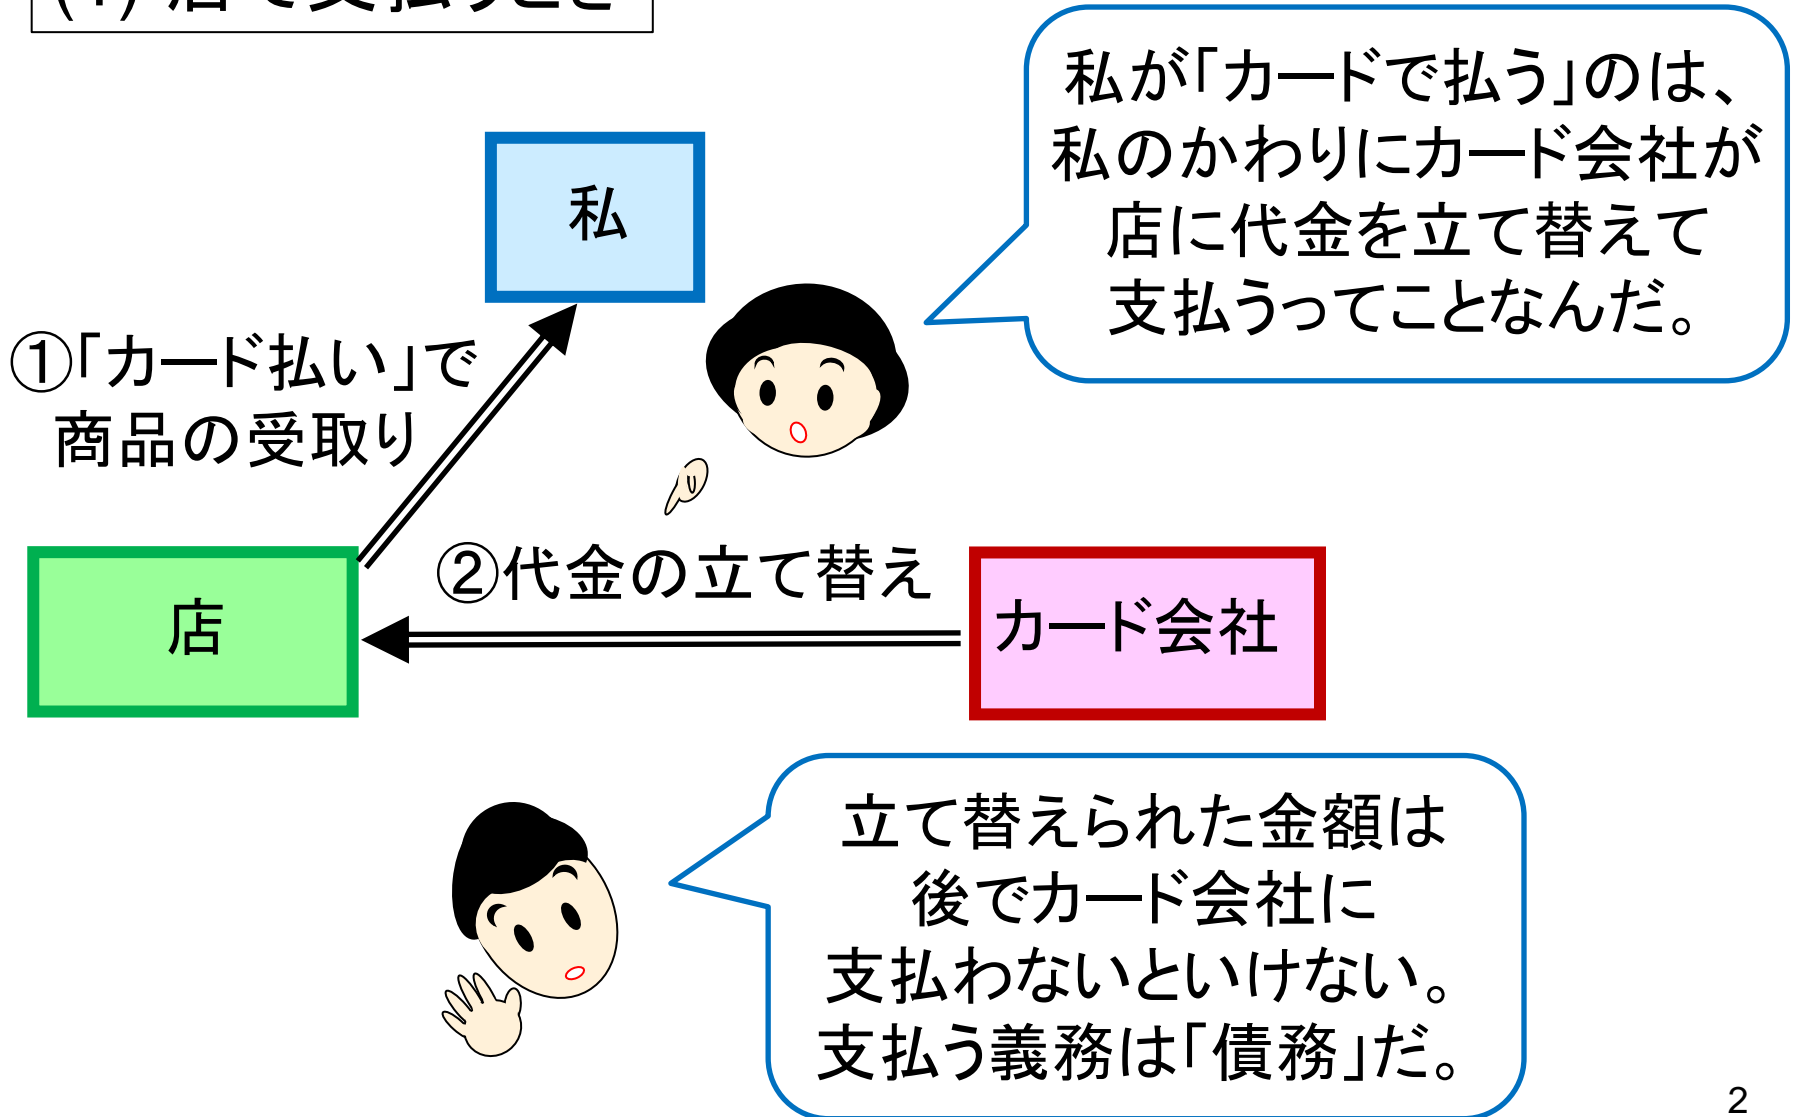 私が「カードで払う」のは、
私のかわりにカード会社が
店に代金を立て替えて
支払うってことなんだ。
私
①「カード払い」で
商品の受取り
②代金の立て替え
店
カード会社
立て替えられた金額は
後でカード会社に
支払わないといけない。
支払う義務は「債務」だ。
2